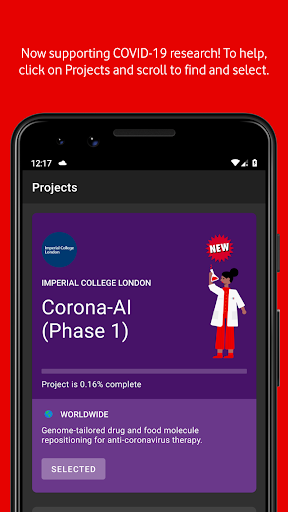 Now supporting COVID-19 research! To help,
click on Projects and scroll to find and select.
12:17
Projects
Imperial College
London
NEW
IMPERIAL COLLEGE LONDON
Corona-AI
(Phase 1)
Project is 0.16% complete
WORLDWIDE
Genome-tailored drug and food molecule
repositioning for anti-coronavirus therapy.
SELECTED